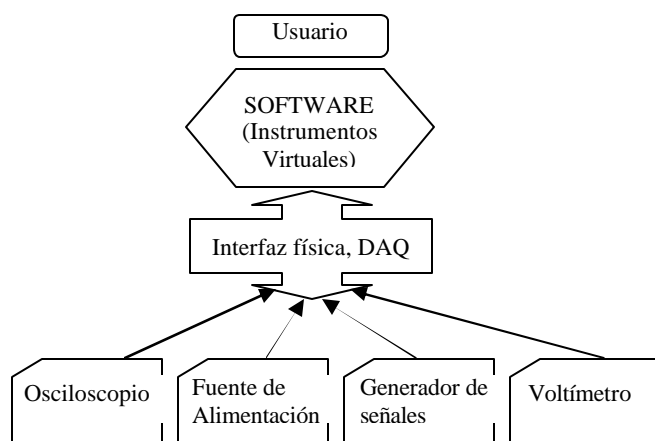 Usuario
SOFTWARE
(Instrumentos
Virtuales)
Interfaz física, DAQ
Osciloscopio
Fuente de
Alimentación
Generador de
señales
Voltímetro